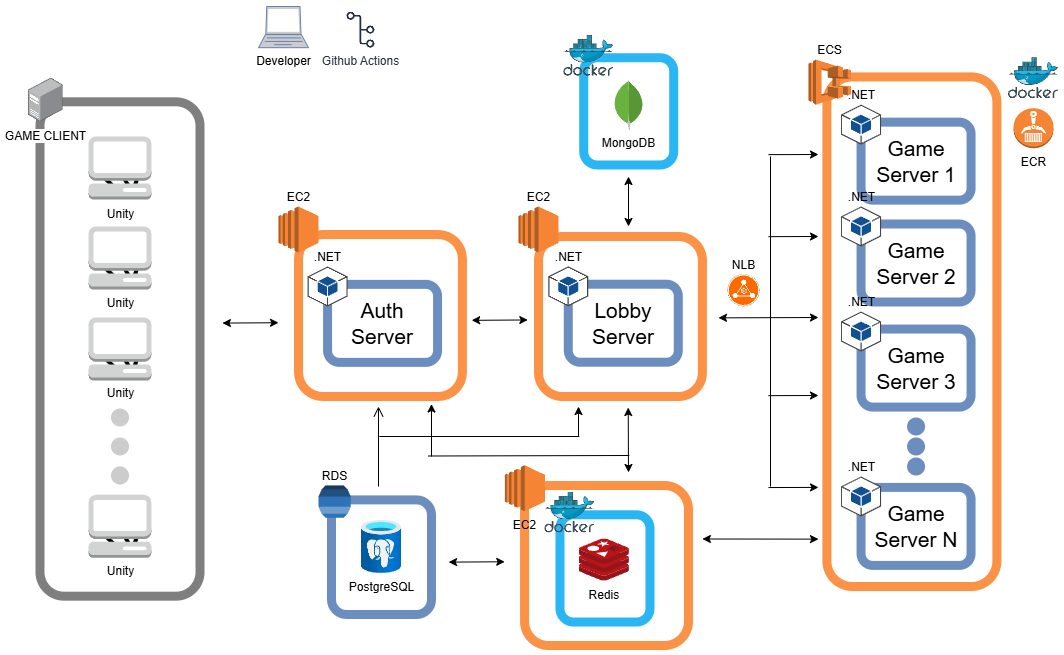 Developer
Github Actions
docker
MongoDB
ECS
docker
ECR
GAME CLIENT
Unity
Unity
Unity
Unity
EC2
.NET
Auth
Server
EC2
.NET
Lobby
Server
NLB
.NET
Game
Server 1
.NET
Game
Server 2
.NET
Game
Server 3
.NET
Game
Server N
RDS
PostgreSQL
EC2
docker
Redis